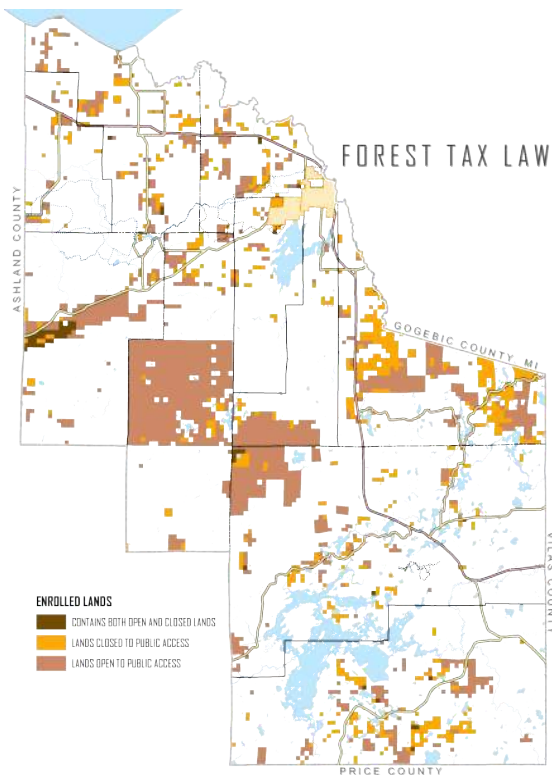 FOREST TAX LAW
ASHLAND COUNTY
GOGEBIC COUNTY MI
VILAS COUNTY
ENROLLED LANDS
CONTAINS BOTH OPEN AND CLOSED LANDS
LANDS CLOSED TO PUBLIC ACCESS
LANDS OPEN TO PUBLIC ACCESS
PRICE COUNTY